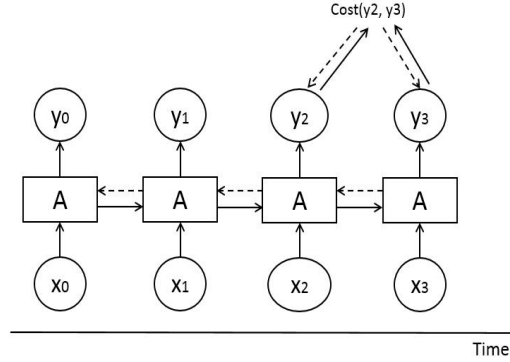 Cost(y2, y3)
y0 y1 y2 y3
A A A A
x0 x1 x2 x3
Time